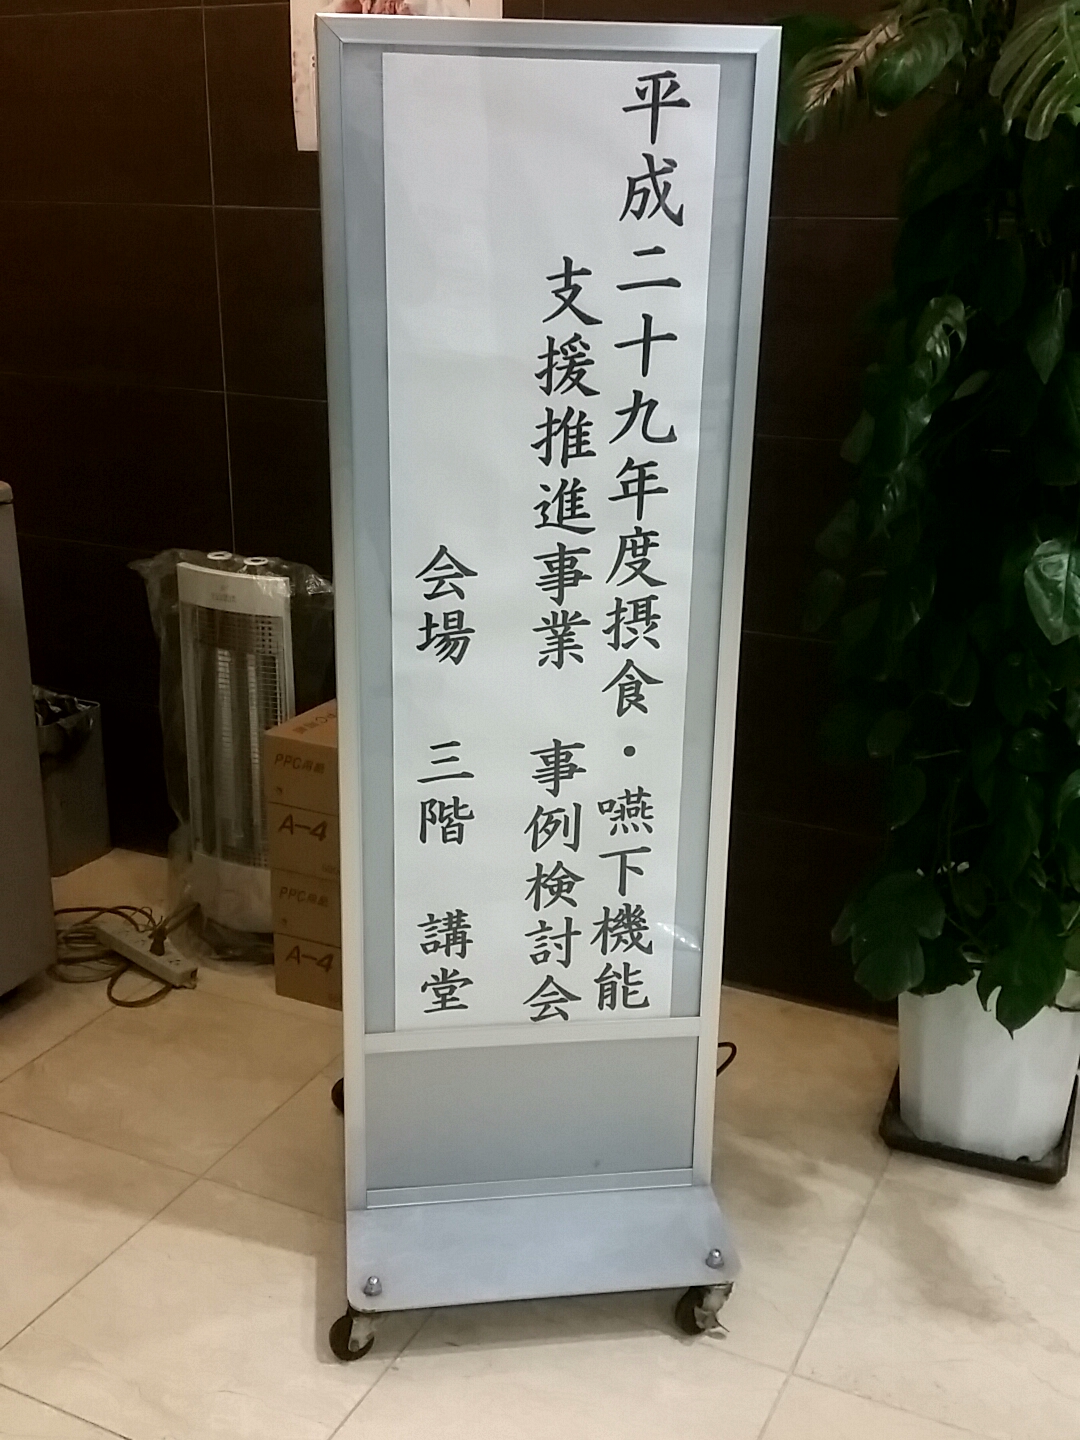 平成二十九年度摂食・嚥下機能
支援推進事業　事例検討会
会場　三階　講堂
PPC用紙
A-4
PPC用紙
A-4